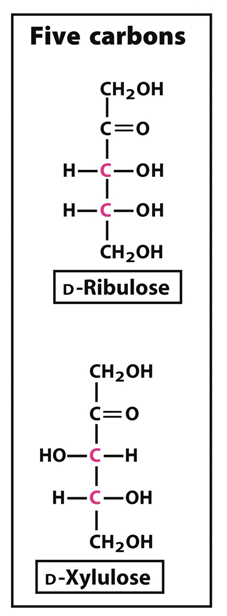 Five carbons
CH2OH
C=O
H—C—OH
H—C—OH
CH2OH
D-Ribulose
CH2OH
C=O
HO—C—H
H—C—OH
CH2OH
D-Xylulose